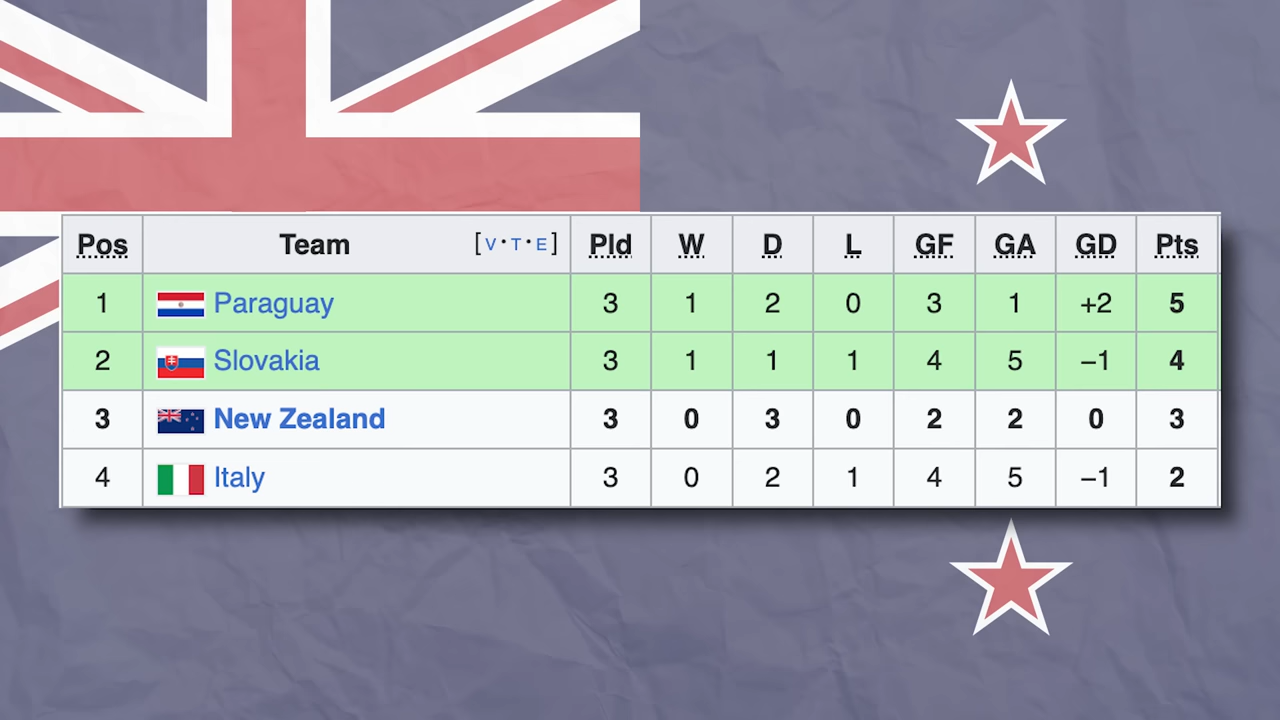 Pos Team [V·T·E] Pld W D L GF GA GD Pts
1 Paraguay 3 1 2 0 3 1 +2 5
2 Slovakia 3 1 1 1 4 5 −1 4
3 New Zealand 3 0 3 0 2 2 0 3
4 Italy 3 0 2 1 4 5 −1 2